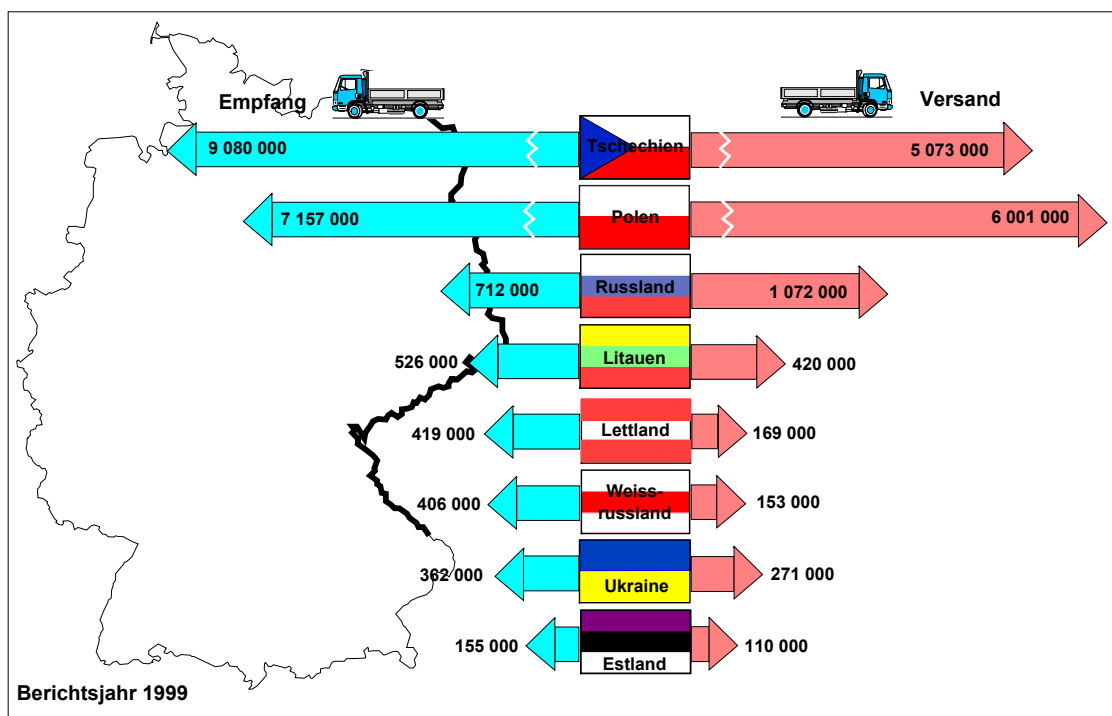 Empfang
Versand
9 080 000
Tschechien
5 073 000
7 157 000
Polen
6 001 000
712 000
Russland
1 072 000
526 000
Litauen
420 000
419 000
Lettland
169 000
406 000
Weiss-
russland
153 000
362 000
Ukraine
271 000
155 000
Estland
110 000
Berichtsjahr 1999